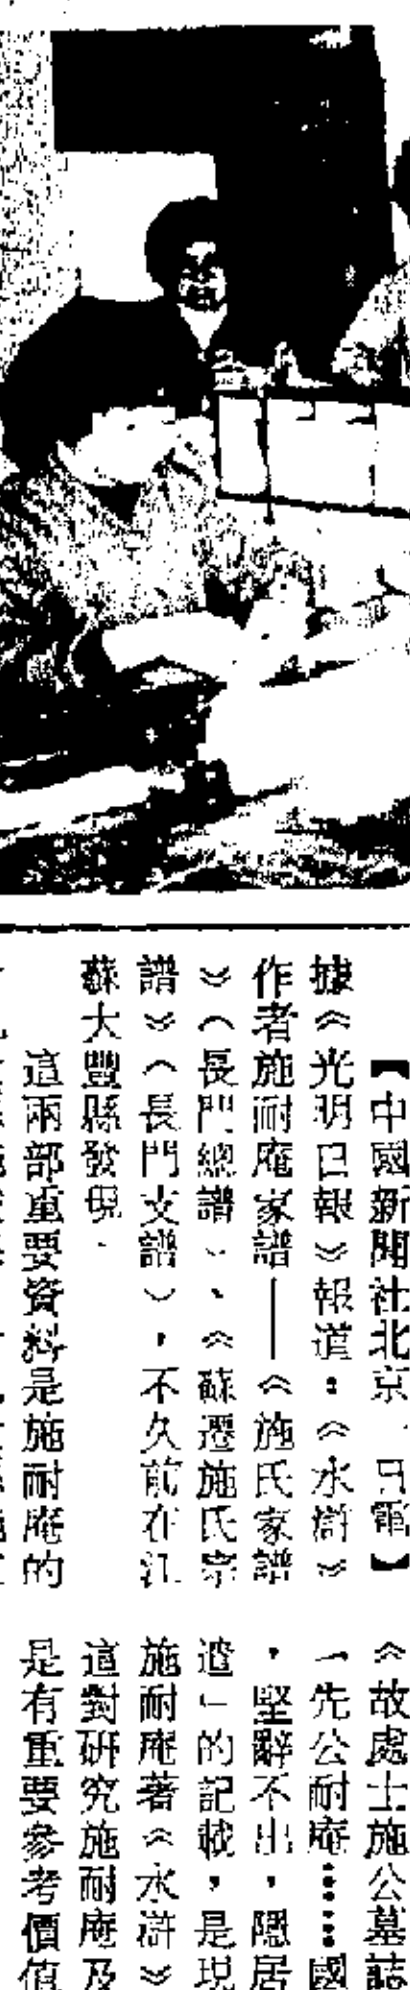 【中國新聞社北京 日電】
據《光明日報》報道：《水滸》
作者施耐庵家譜——《施氏家譜
》（長門總譜）、《蘇遷施氏宗
譜》（長門支譜），不久前在江
蘇大豐縣發現。
這兩部重要資料是施耐庵的
《故處士施公墓誌
「先公耐庵……國
，堅辭不出，隱居
遣」的記載，是現
施耐庵著《水滸》
這對研究施耐庵及
是有重要參考價值